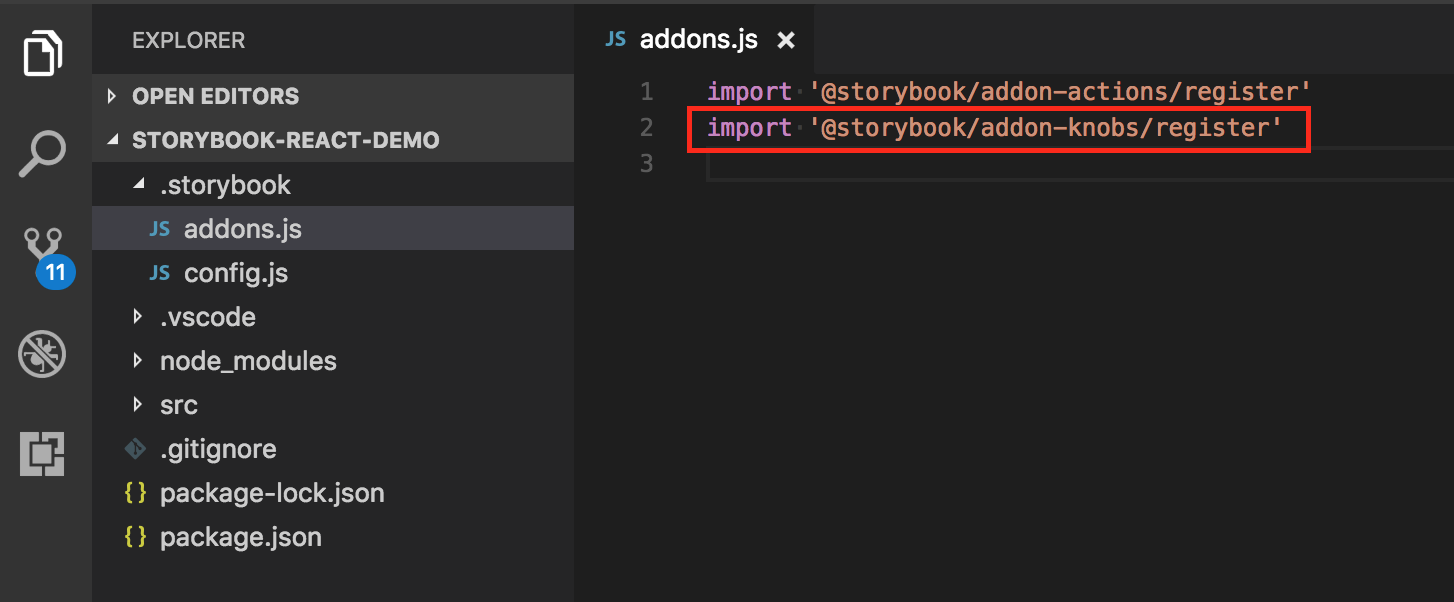 EXPLORER
OPEN EDITORS
STORYBOOK-REACT-DEMO
.storybook
JS addons.js
JS config.js
.vscode
node_modules
src
.gitignore
{} package-lock.json
{} package.json
11
JS addons.js ×
1 import '@storybook/addon-actions/register'
2 import '@storybook/addon-knobs/register'
3